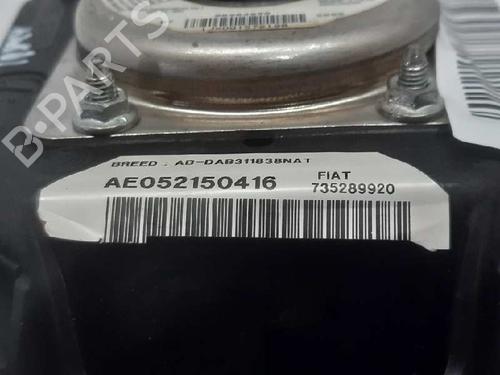 BREED . AD-DAB311838NAT
AE052150416
FIAT
735289920
B-PARTS